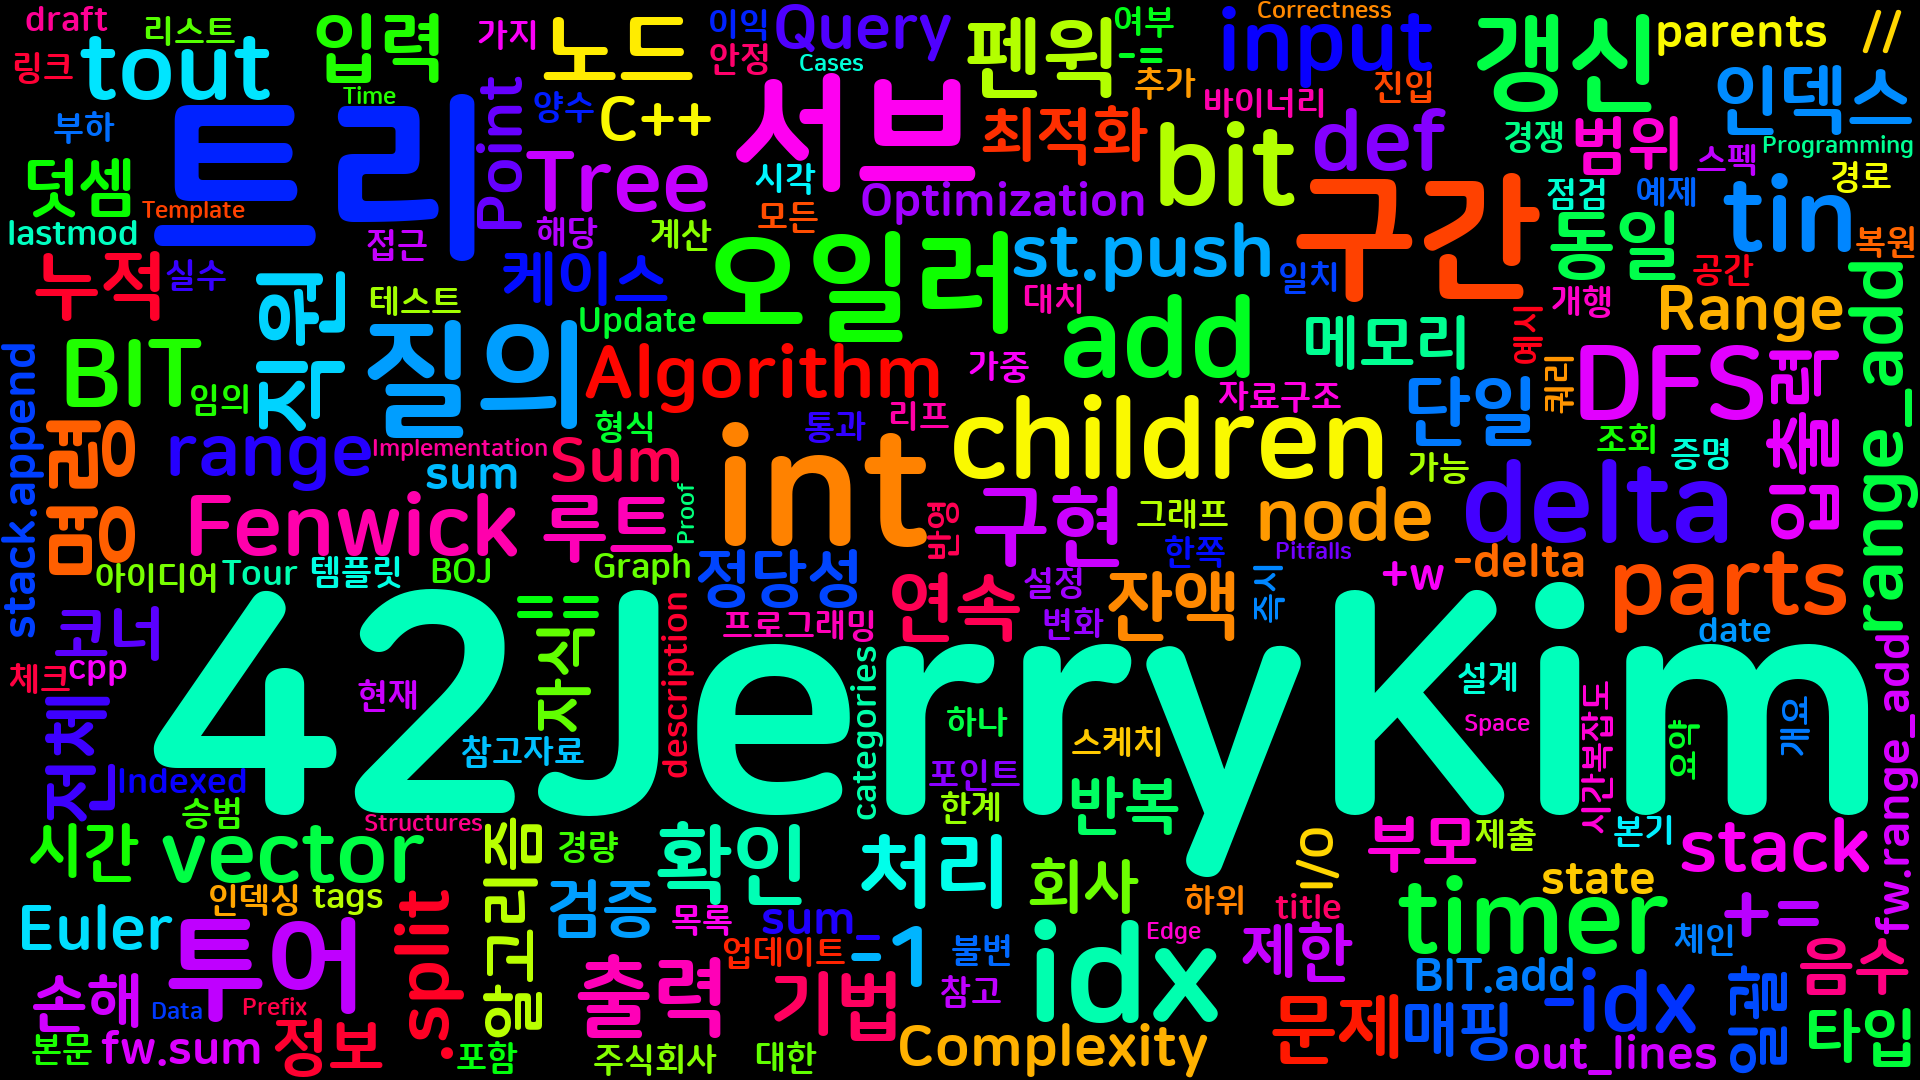 draft
리스트
입력
가지
노드
이익
Query
여부
Correctness
input
갱신
parents
//
링크
tout
안정
Cases
펜윅
-=
추가
진입
인덱스
Time
Point
양수
C++
서브
최적화
바이너리
bit
def
경쟁
범위
스펙
Programming
경로
부하
트리
덧셈
Template
Tree
시각
모든
Optimization
구간
점검
예제
tin
복원
lastmod
접근
해당
계산
오일러
st.push
일치
동일
공간
누적
실수
직원
테스트
케이스
Update
대치
add
메모리
예시
개행
Range
range_add
stack.append
BIT
임의
질의
Algorithm
가중
자료구조
단일
쿼리
DFS
입출력
명령
range
Implementation
형식
통과
리프
children
조회
증명
sum
Sum
int
가능
delta
Fenwick
루트
Proof
반영
구현
그래프
한쪽
node
Pitfalls
아이디어
Tour
템플릿
BOJ
Graph
정당성
연속
설정
잔액
+w
-delta
즉시
parts
코너
자식
description
프로그래밍
변화
date
체크
cpp
42JerryKim
현재
전체
참고자료
categories
하나
스케치
설계
Space
시간복잡도
역학
개여
fw.range_add
Indexed
승범
포인트
한계
반복
Structures
시간
vector
알고리즘
경량
확인
처리
회사
I/O
부모
제출
본기
stack
인덱싱
tags
검증
목록
하위
title
state
Euler
투어
.split
sum
=
-1
업데이트
불변
idx
Edge
제한
timer
+=
체인
손해
출력
기법
참고
BIT.add
-idx
일헬
음수
Data
Prefix
본문
fw.sum
정보
포함
주식회사
대한
Complexity
문제
매핑
out_lines
타입